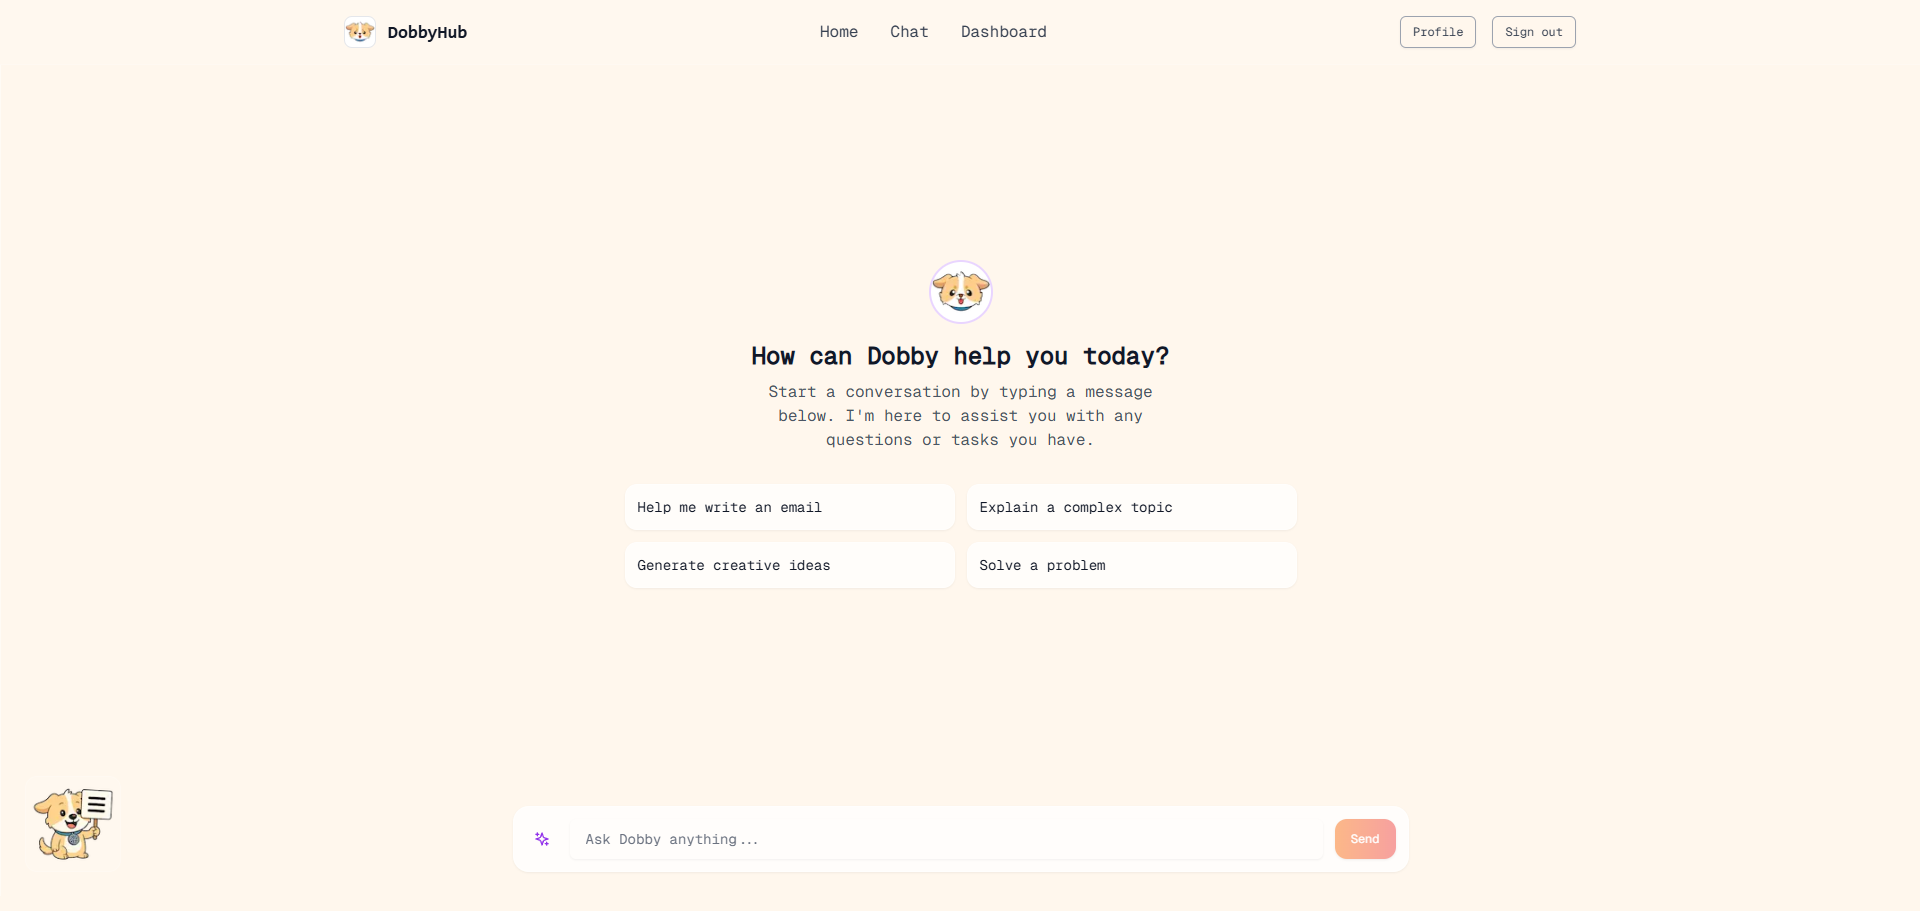 DobbyHub
Home
Chat
Dashboard
Profile
Sign out
How can Dobby help you today?
Start a conversation by typing a message
below. I'm here to assist you with any
questions or tasks you have.
Help me write an email
Explain a complex topic
Generate creative ideas
Solve a problem
Ask Dobby anything...
Send